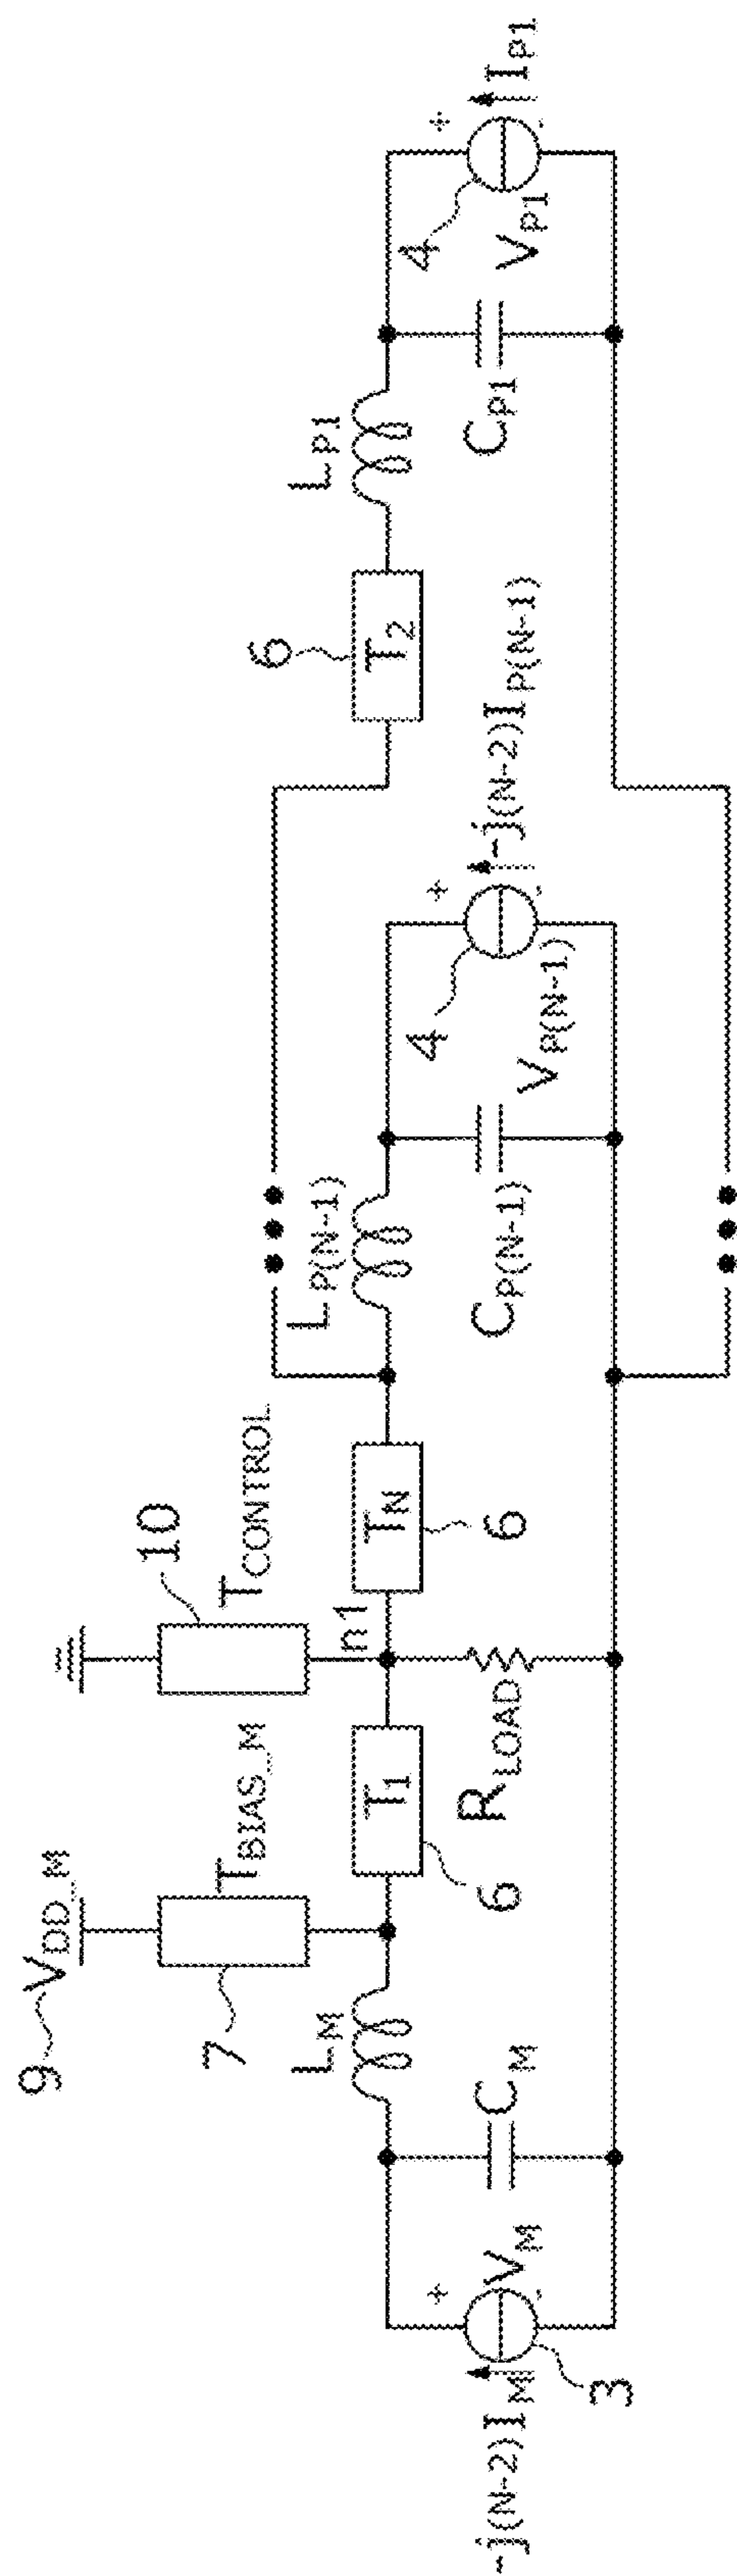 9
V_DD_M
7
T_BIAS_M
10
T_CONTROL
-j(N-2)I_M
3
+
V_M
-
C_M
L_M
T_1
6
n1
R_LOAD
T_N
6
L_P(N-1)
C_P(N-1)
V_P(N-1)
4
+
-
-j(N-2)I_P(N-1)
6
T_2
L_P1
C_P1
V_P1
4
+
-
I_P1